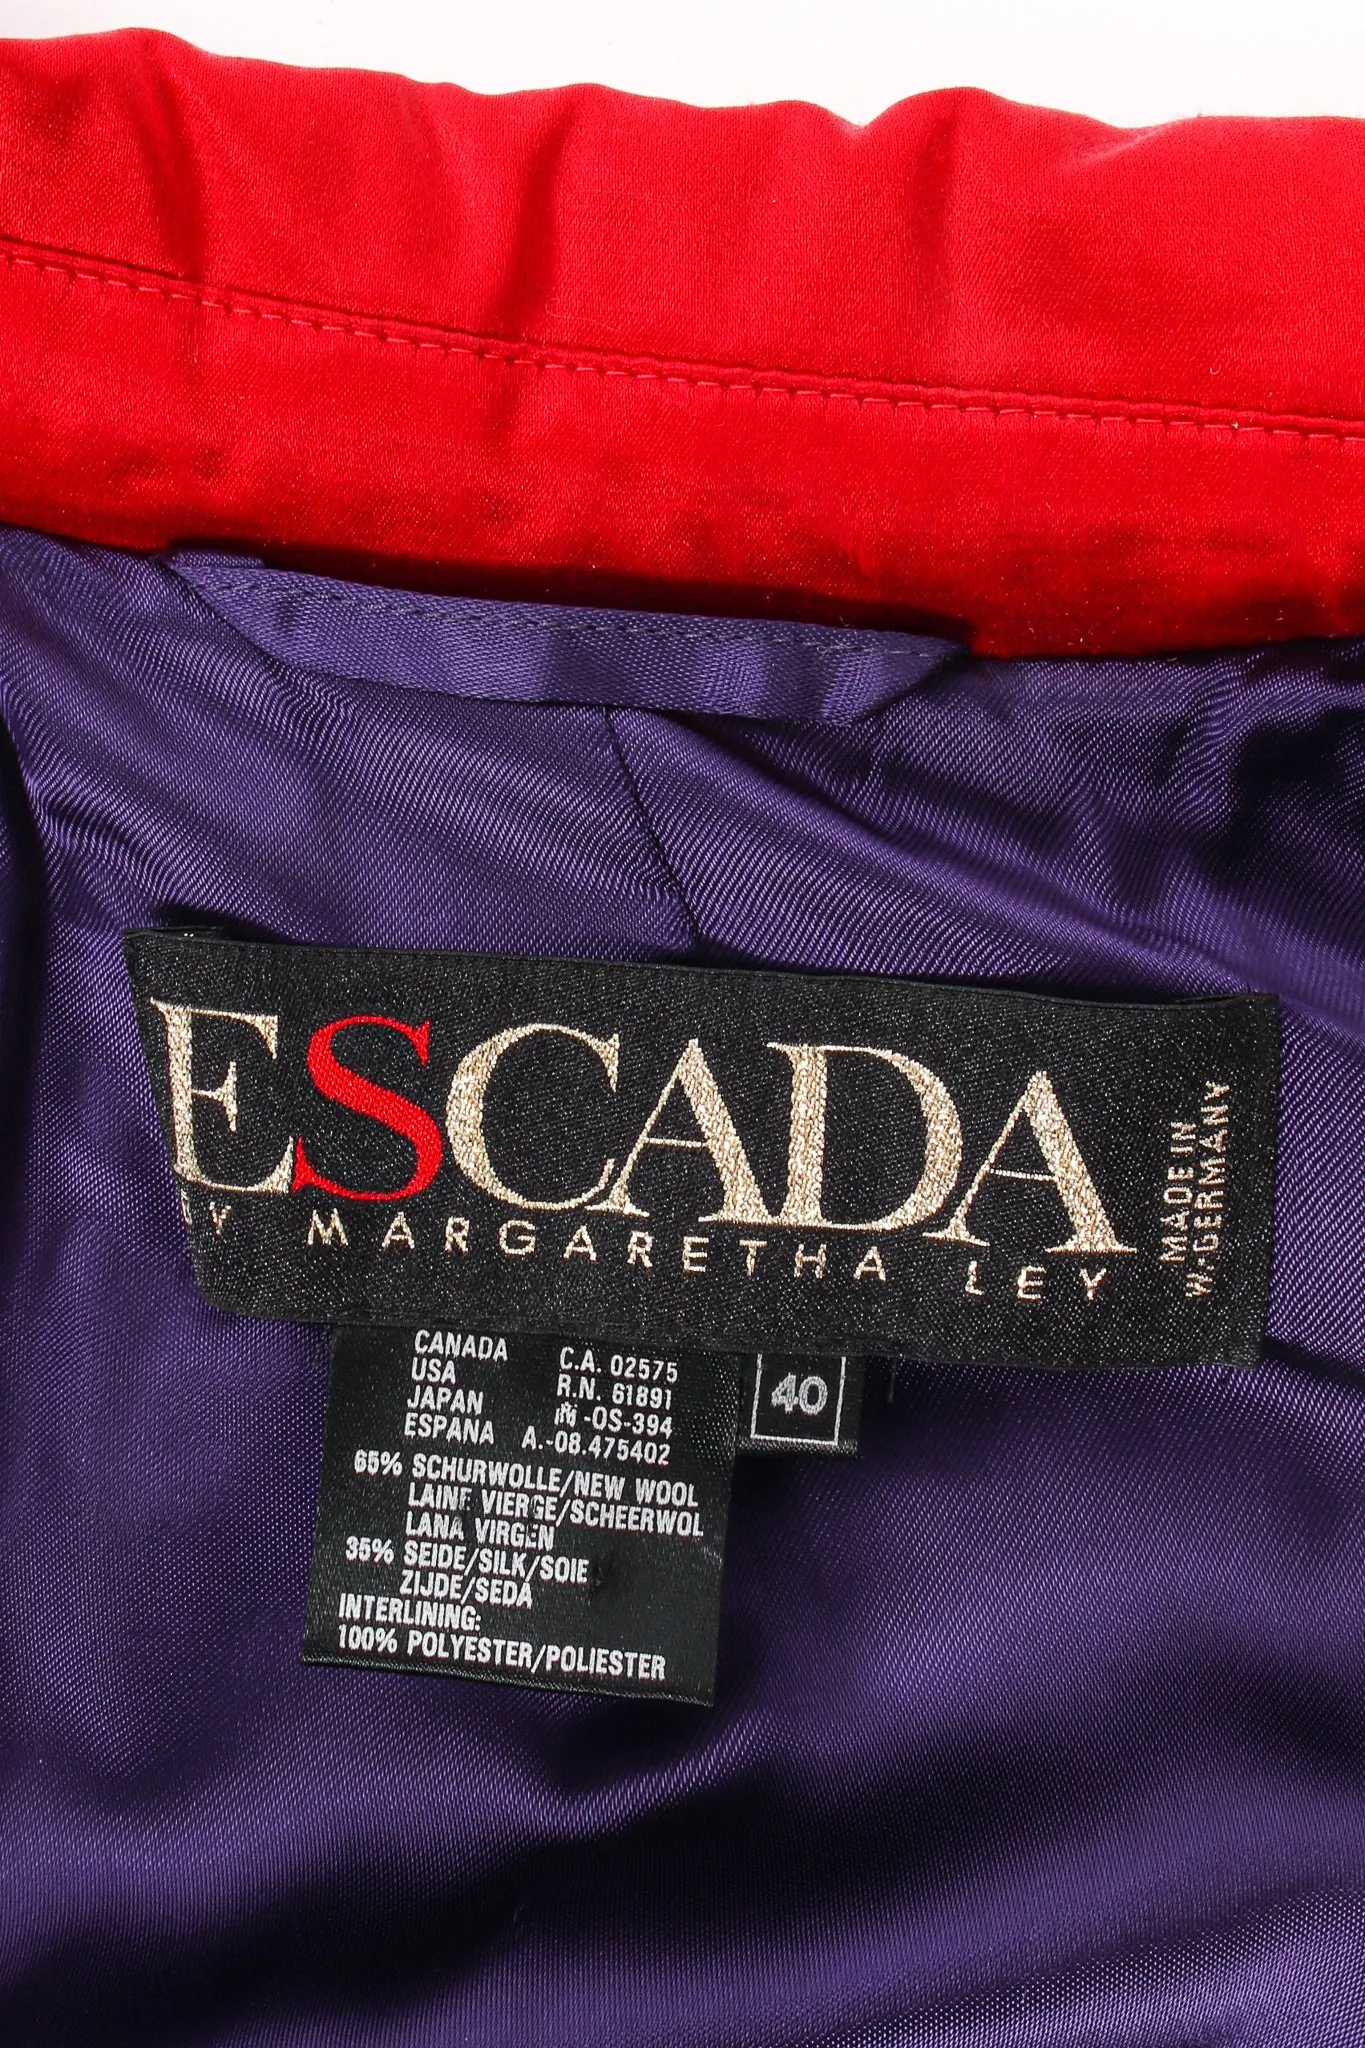 ESCADA
BY MARGARETHA LEY
MADE IN
W.GERMANY
CANADA C.A. 02575
USA R.N. 61891
JAPAN -OS-394
ESPANA A.-08.475402
40
65% SCHURWOLLE/NEW WOOL
LAINE VIERGE/SCHEERWOL
LANA VIRGEN
35% SEIDE/SILK/SOIE
ZIJDE/SEDA
INTERLINING:
100% POLYESTER/POLIESTER